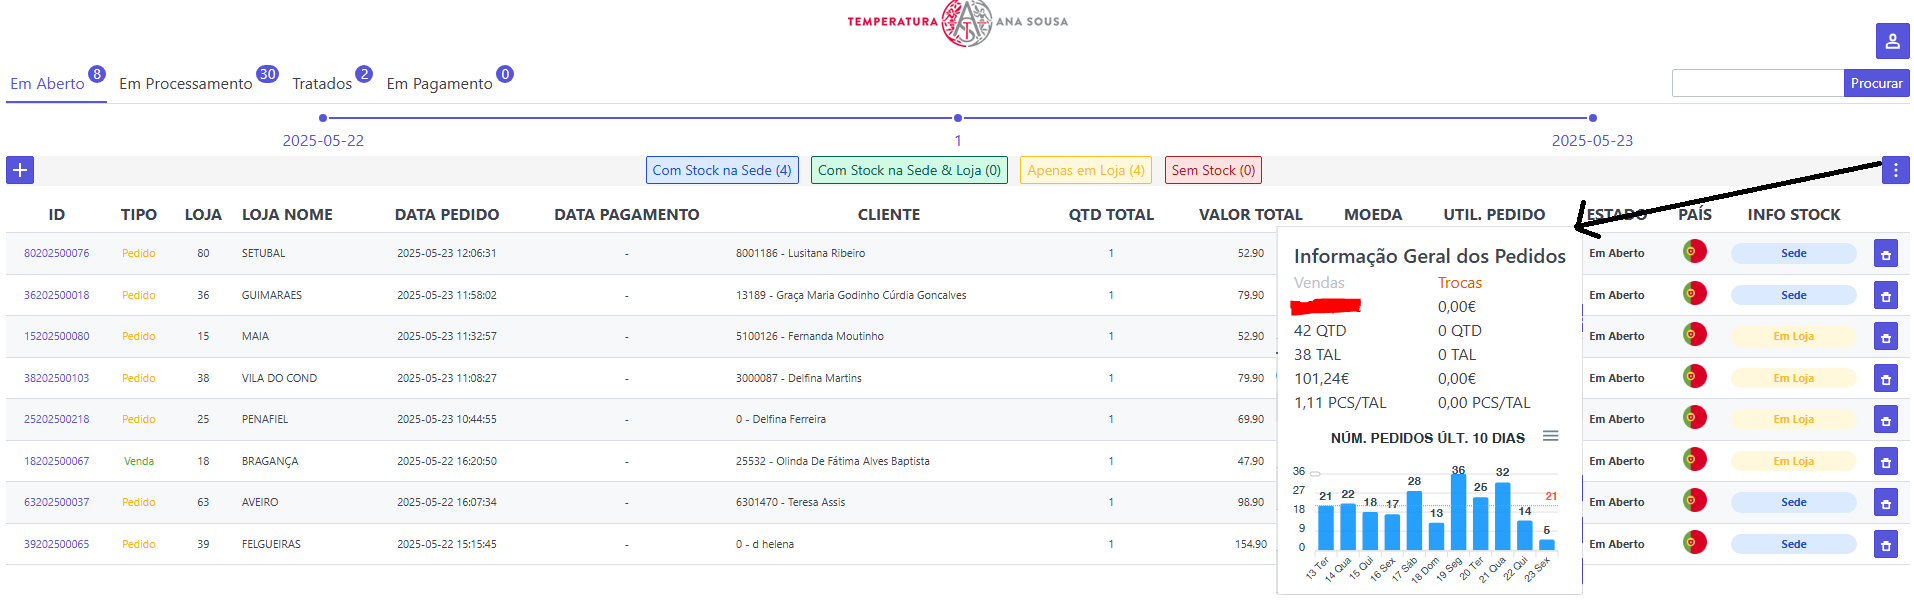 TEMPERATURA ANA SOUSA
Em Aberto 8 Em Processamento 30 Tratados 2 Em Pagamento 0
Procurar
2025-05-22 1 2025-05-23
+ Com Stock na Sede (4) Com Stock na Sede & Loja (0) Apenas em Loja (4) Sem Stock (0)
ID TIPO LOJA LOJA NOME DATA PEDIDO DATA PAGAMENTO CLIENTE QTD TOTAL VALOR TOTAL MOEDA UTIL. PEDIDO ESTADO PAÍS INFO STOCK
80202500076 Pedido 80 SETUBAL 2025-05-23 12:06:31 - 8001186 - Lusitana Ribeiro 1 52.90 Em Aberto Sede
36202500018 Pedido 36 GUIMARAES 2025-05-23 11:58:02 - 13189 - Graça Maria Godinho Cúrdia Goncalves 1 79.90 Em Aberto Sede
15202500080 Pedido 15 MAIA 2025-05-23 11:32:57 - 5100126 - Fernanda Moutinho 1 52.90 Em Aberto Em Loja
38202500103 Pedido 38 VILA DO COND 2025-05-23 11:08:27 - 3000087 - Delfina Martins 1 79.90 Em Aberto Em Loja
25202500218 Pedido 25 PENAFIEL 2025-05-23 10:44:55 - 0 - Delfina Ferreira 1 69.90 Em Aberto Em Loja
18202500067 Venda 18 BRAGANÇA 2025-05-22 16:20:50 - 25532 - Olinda De Fátima Alves Baptista 1 47.90 Em Aberto Em Loja
63202500037 Pedido 63 AVEIRO 2025-05-22 16:07:34 - 6301470 - Teresa Assis 1 98.90 Em Aberto Sede
39202500065 Pedido 39 FELGUEIRAS 2025-05-22 15:15:45 - 0 - d helena 1 154.90 Em Aberto Sede
Informação Geral dos Pedidos
Vendas Trocas
0,00€
42 QTD 0 QTD
38 TAL 0 TAL
101,24€ 0,00€
1,11 PCS/TAL 0,00 PCS/TAL
NÚM. PEDIDOS ÚLT. 10 DIAS
36
27
18
9
0
21 22 18 17 28 13 36 25 32 14 5
21
13 Ter 14 Qua 15 Qui 16 Sex 17 Sáb 18 Dom 19 Seg 20 Ter 21 Qua 22 Qui 23 Sex